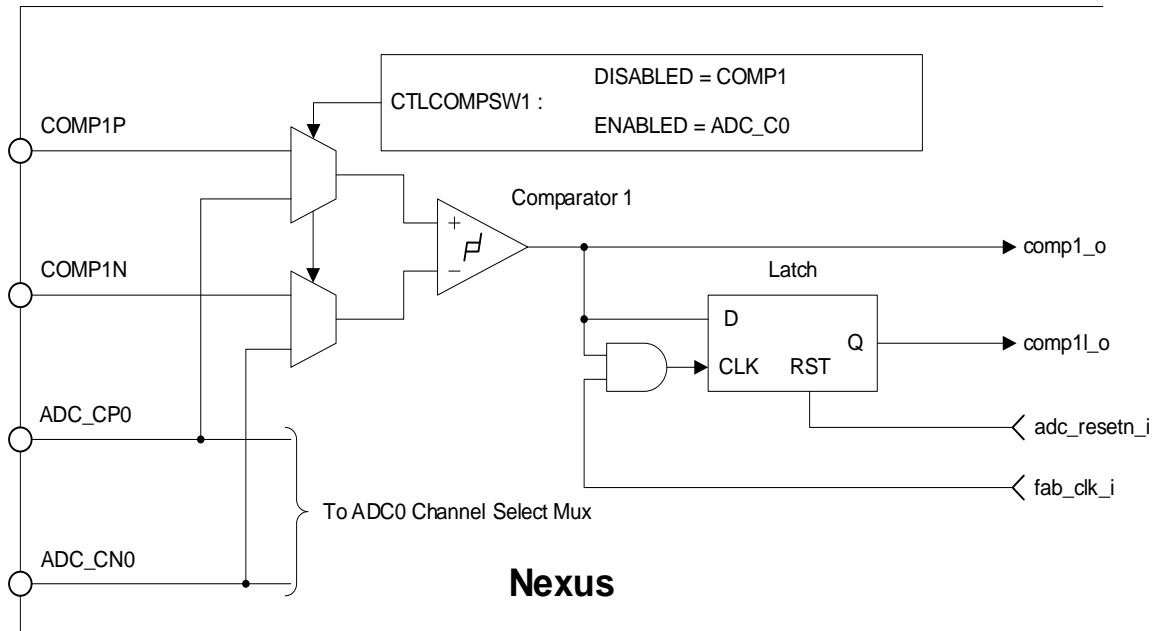 DISABLED = COMP1
CTLCOMPSW1 :
ENABLED = ADC_C0
COMP1P
Comparator 1
+
−
COMP1N
comp1_o
Latch
D
Q
comp1l_o
CLK
RST
ADC_CP0
adc_resetn_i
fab_clk_i
To ADC0 Channel Select Mux
ADC_CN0
Nexus